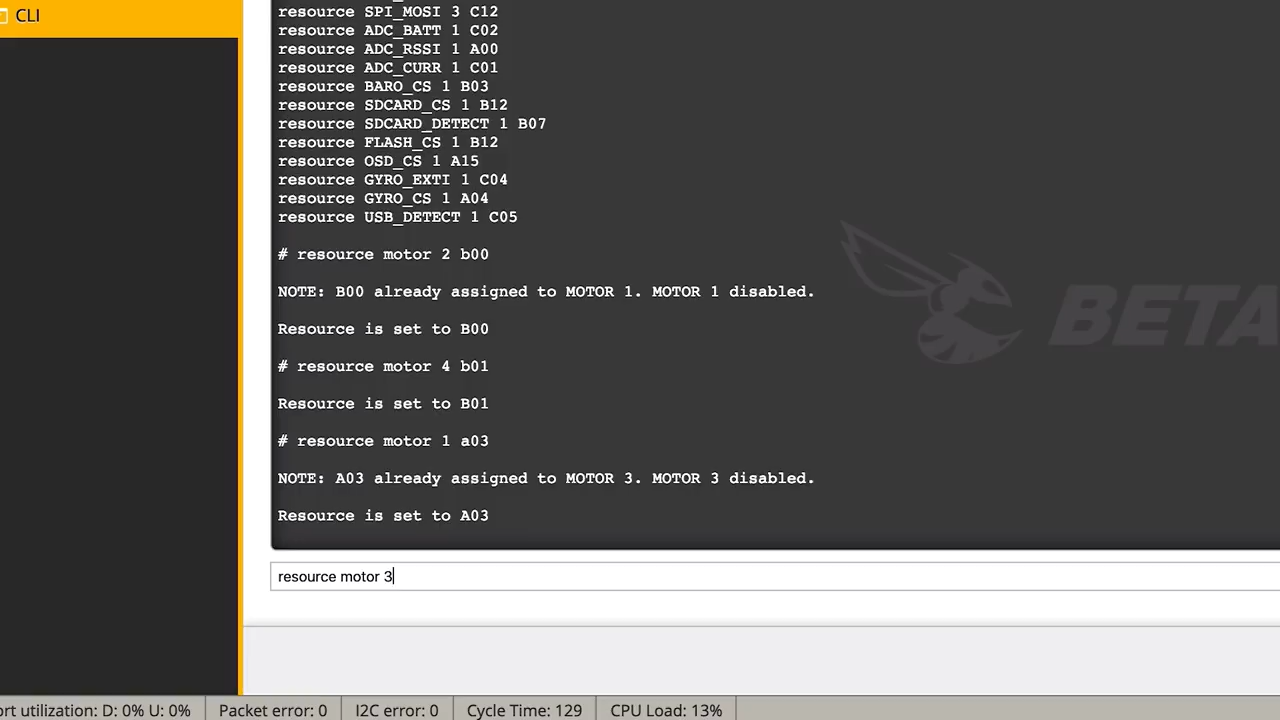 CLI
resource SPI_MOSI 3 C12
resource ADC_BATT 1 C02
resource ADC_RSSI 1 A00
resource ADC_CURR 1 C01
resource BARO_CS 1 B03
resource SDCARD_CS 1 B12
resource SDCARD_DETECT 1 B07
resource FLASH_CS 1 B12
resource OSD_CS 1 A15
resource GYRO_EXTI 1 C04
resource GYRO_CS 1 A04
resource USB_DETECT 1 C05
# resource motor 2 b00
NOTE: B00 already assigned to MOTOR 1. MOTOR 1 disabled.
BETA
Resource is set to B00
# resource motor 4 b01
Resource is set to B01
# resource motor 1 a03
NOTE: A03 already assigned to MOTOR 3. MOTOR 3 disabled.
Resource is set to A03
resource motor 3
ort utilization: D: 0% U: 0% Packet error: 0 I2C error: 0 Cycle Time: 129 CPU Load: 13%